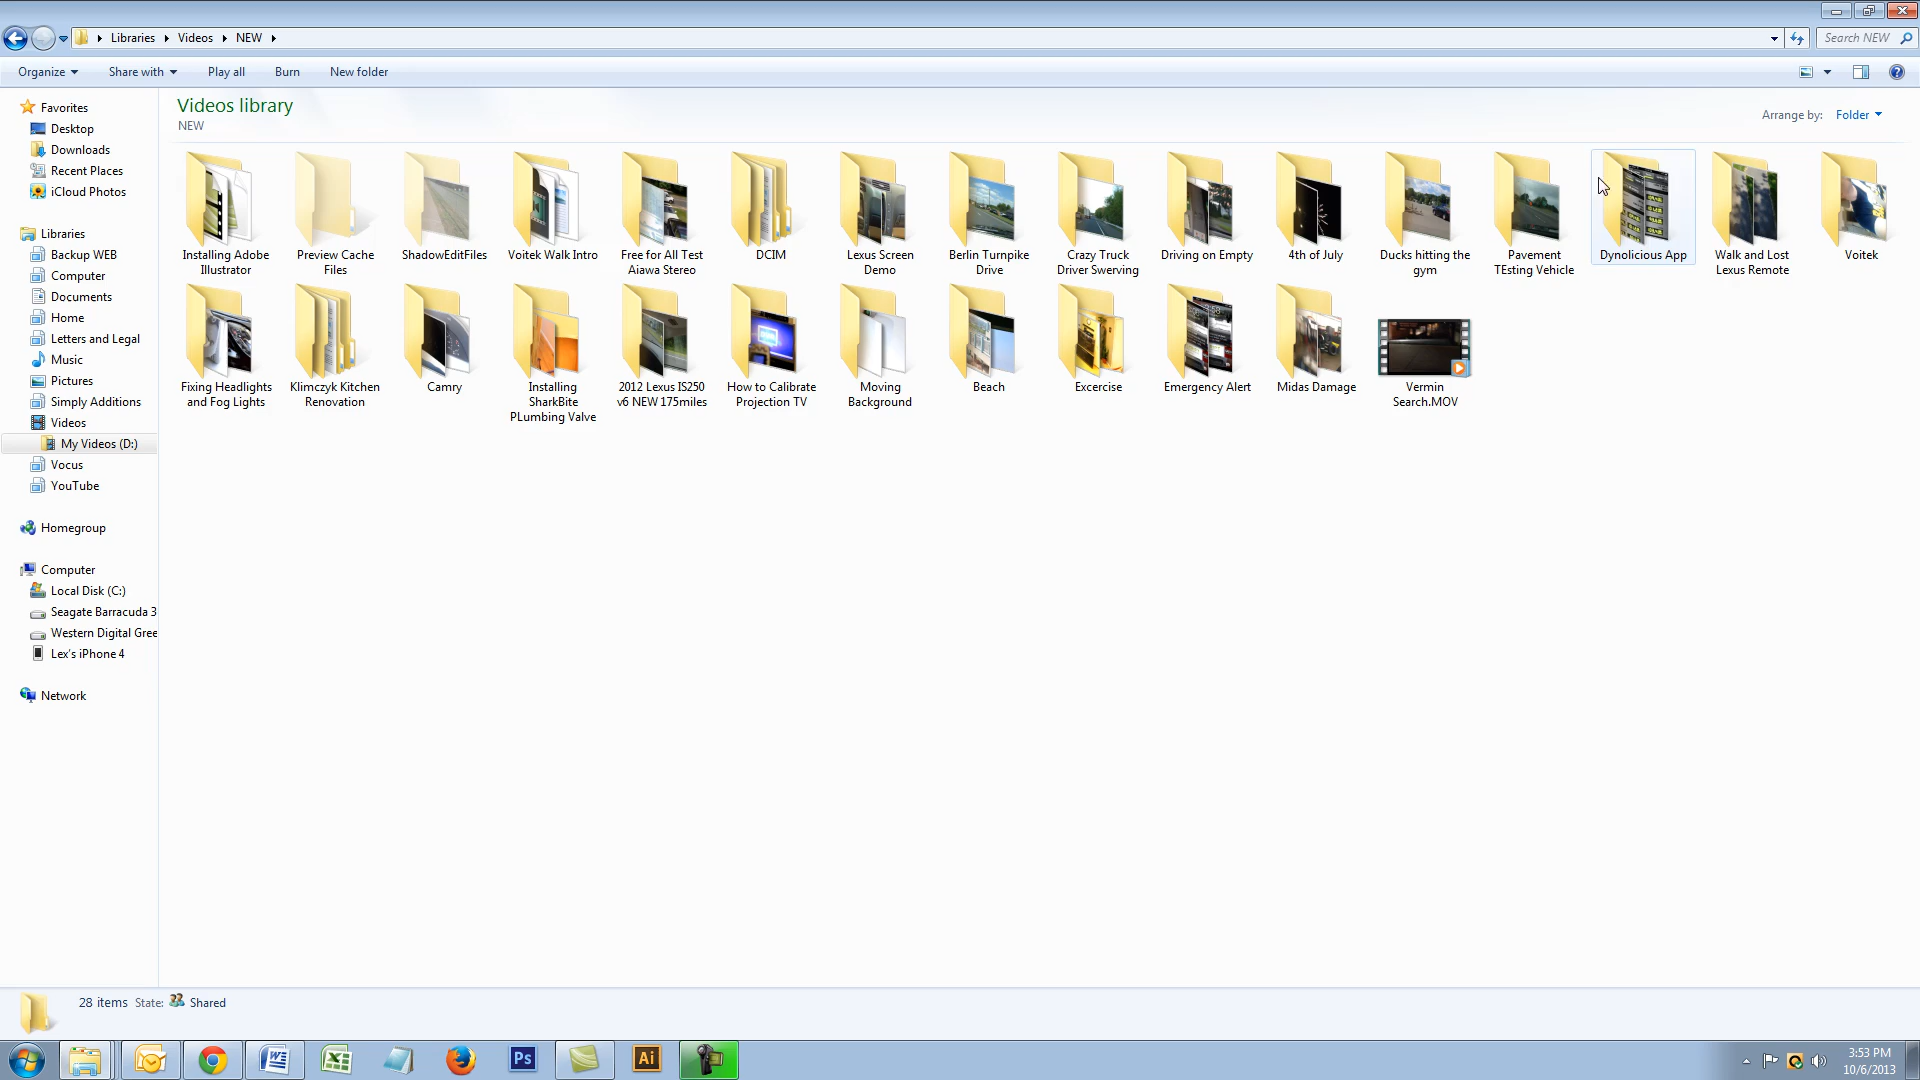 Libraries Videos NEW
Search NEW
Organize Share with Play all Burn New folder
Favorites
Desktop
Downloads
Recent Places
iCloud Photos
Libraries
Backup WEB
Computer
Documents
Home
Letters and Legal
Music
Pictures
Simply Additions
Videos
My Videos (D:)
Vocus
YouTube
Homegroup
Computer
Local Disk (C:)
Seagate Barracuda 3
Western Digital Gree
Lex's iPhone 4
Network
Videos library
NEW
Arrange by: Folder
Installing Adobe
Illustrator
Preview Cache
Files
ShadowEditFiles
Voitek Walk Intro
Free for All Test
Aiawa Stereo
DCIM
Lexus Screen
Demo
Berlin Turnpike
Drive
Crazy Truck
Driver Swerving
Driving on Empty
4th of July
Ducks hitting the
gym
Pavement
TEsting Vehicle
Dynolicious App
Walk and Lost
Lexus Remote
Voitek
Fixing Headlights
and Fog Lights
Klimczyk Kitchen
Renovation
Camry
Installing
SharkBite
PLumbing Valve
2012 Lexus IS250
v6 NEW 175miles
How to Calibrate
Projection TV
Moving
Background
Beach
Excercise
Emergency Alert
Midas Damage
Vermin
Search.MOV
28 items State: Shared
Ps
Ai
3:53 PM
10/6/2013